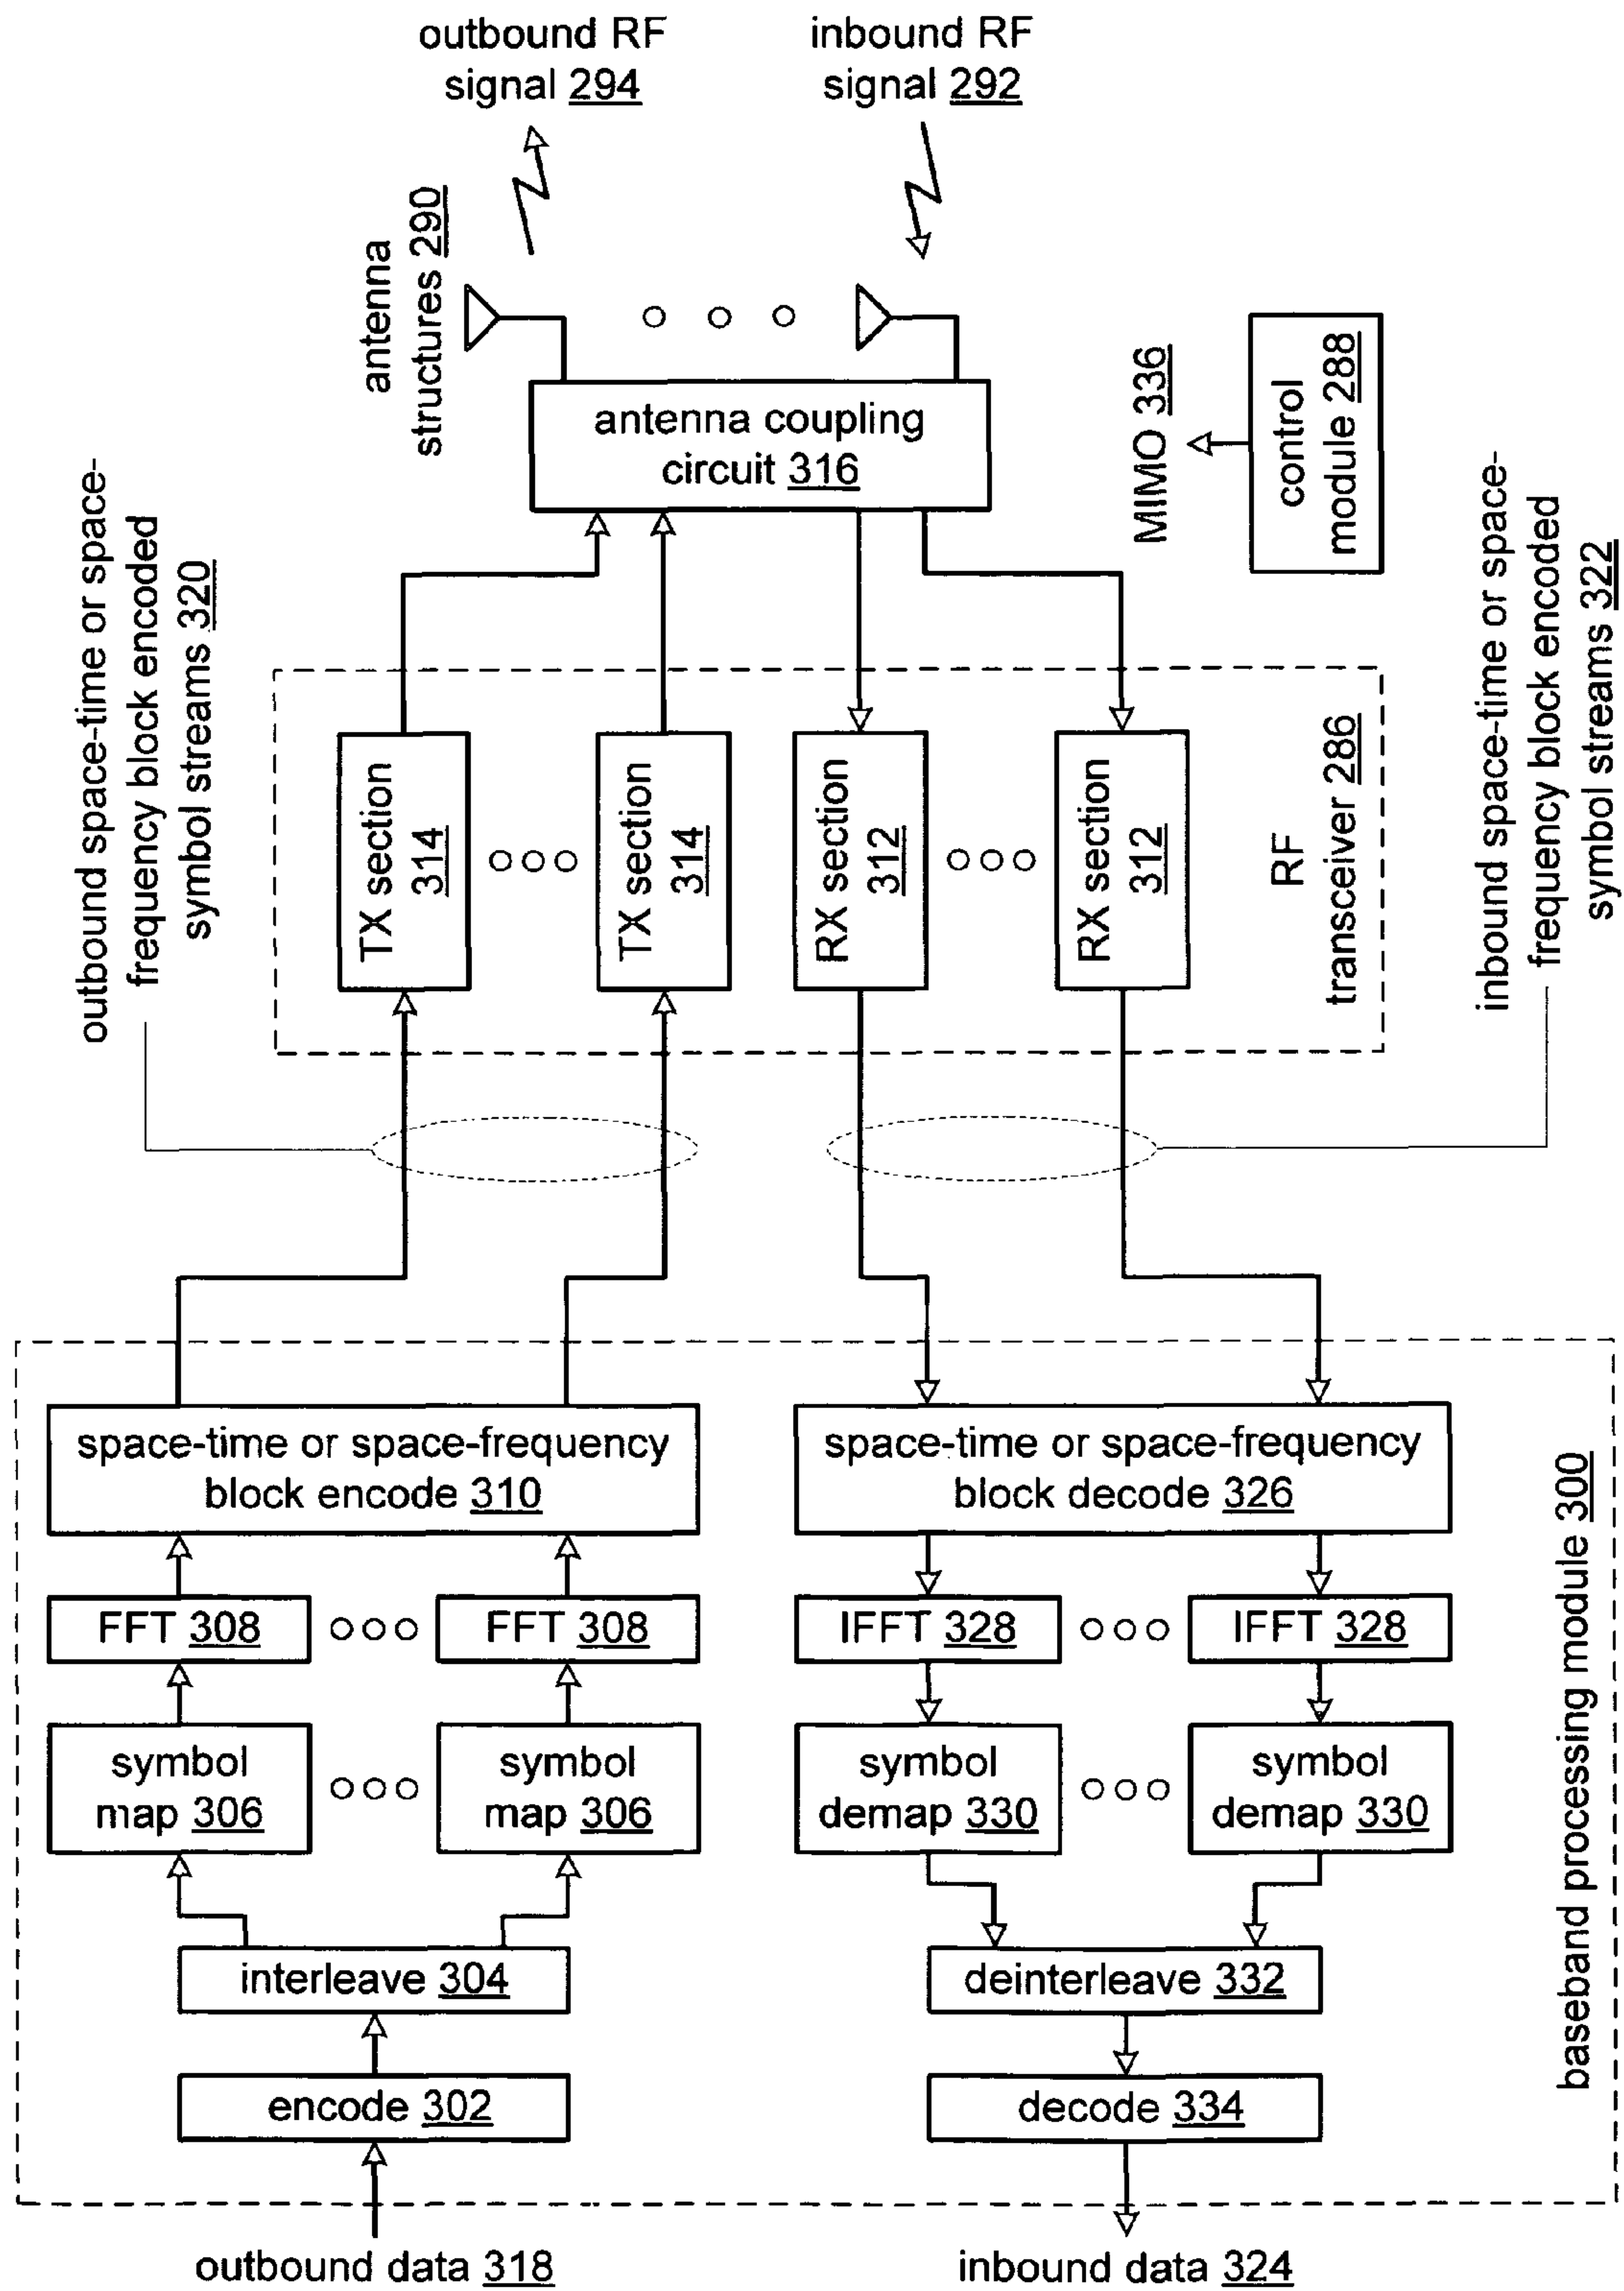 outbound RF
signal 294
inbound RF
signal 292
antenna
structures 290
antenna coupling
circuit 316
MIMO 336
control
module 288
outbound space-time or space-
frequency block encoded
symbol streams 320
inbound space-time or space-
frequency block encoded
symbol streams 322
TX section
314
TX section
314
RX section
312
RX section
312
RF
transceiver 286
space-time or space-frequency
block encode 310
space-time or space-frequency
block decode 326
FFT 308
FFT 308
IFFT 328
IFFT 328
symbol
map 306
symbol
map 306
symbol
demap 330
symbol
demap 330
interleave 304
deinterleave 332
encode 302
decode 334
baseband processing module 300
outbound data 318
inbound data 324